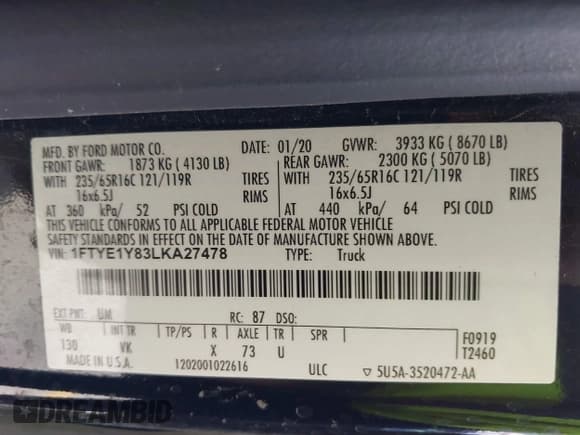 MFD. BY FORD MOTOR CO. DATE: 01/20 GVWR: 3933 KG ( 8670 LB)
FRONT GAWR: 1873 KG ( 4130 LB) REAR GAWR: 2300 KG ( 5070 LB)
WITH 235/65R16C 121/119R TIRES WITH 235/65R16C 121/119R TIRES
16x6.5J RIMS 16x6.5J RIMS
AT 360 kPa/ 52 PSI COLD AT 440 kPa/ 64 PSI COLD
THIS VEHICLE CONFORMS TO ALL APPLICABLE FEDERAL MOTOR VEHICLE
SAFETY STANDARDS IN EFFECT ON THE DATE OF MANUFACTURE SHOWN ABOVE.
VIN: 1FTYE1Y83LKA27478 TYPE: Truck
EXT PNT: UM RC: 87 DSO:
WB INT TR TP/PS R AXLE TR SPR F0919
130 VK X 73 U T2460
MADE IN U.S.A. 1202001022616 ULC ▽ 5U5A-3520472-AA
DREAMBID